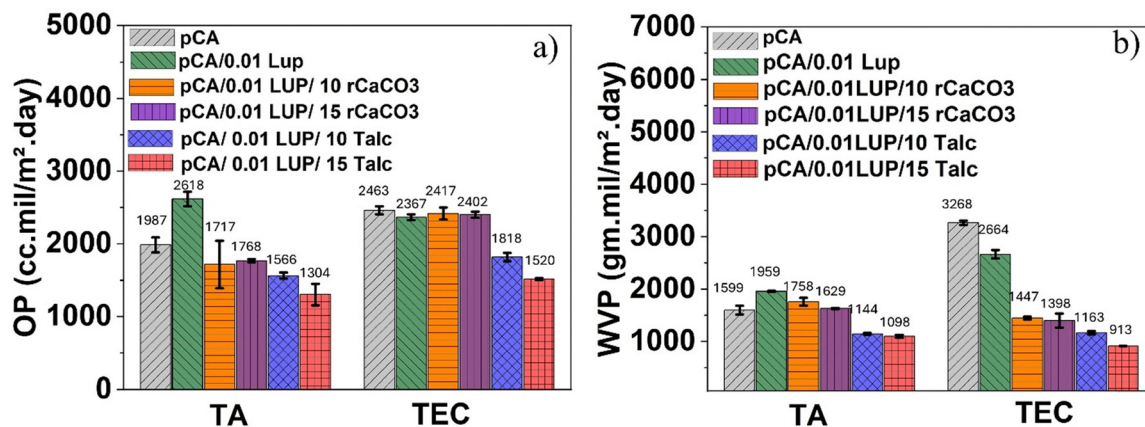 a)
OP (cc.mil/m².day)
5000
4000
3000
2000
1000
0
pCA
pCA/0.01 Lup
pCA/0.01 LUP/ 10 rCaCO3
pCA/0.01 LUP/ 15 rCaCO3
pCA/ 0.01 LUP/ 10 Talc
pCA/ 0.01 LUP/ 15 Talc
1987
2618
1717
1768
1566
1304
2463
2367
2417
2402
1818
1520
TA
TEC
b)
WVP (gm.mil/m².day)
7000
6000
5000
4000
3000
2000
1000
pCA
pCA/0.01 Lup
pCA/0.01LUP/10 rCaCO3
pCA/0.01LUP/15 rCaCO3
pCA/0.01LUP/10 Talc
pCA/0.01LUP/15 Talc
1599
1959
1758
1629
1144
1098
3268
2664
1447
1398
1163
913
TA
TEC